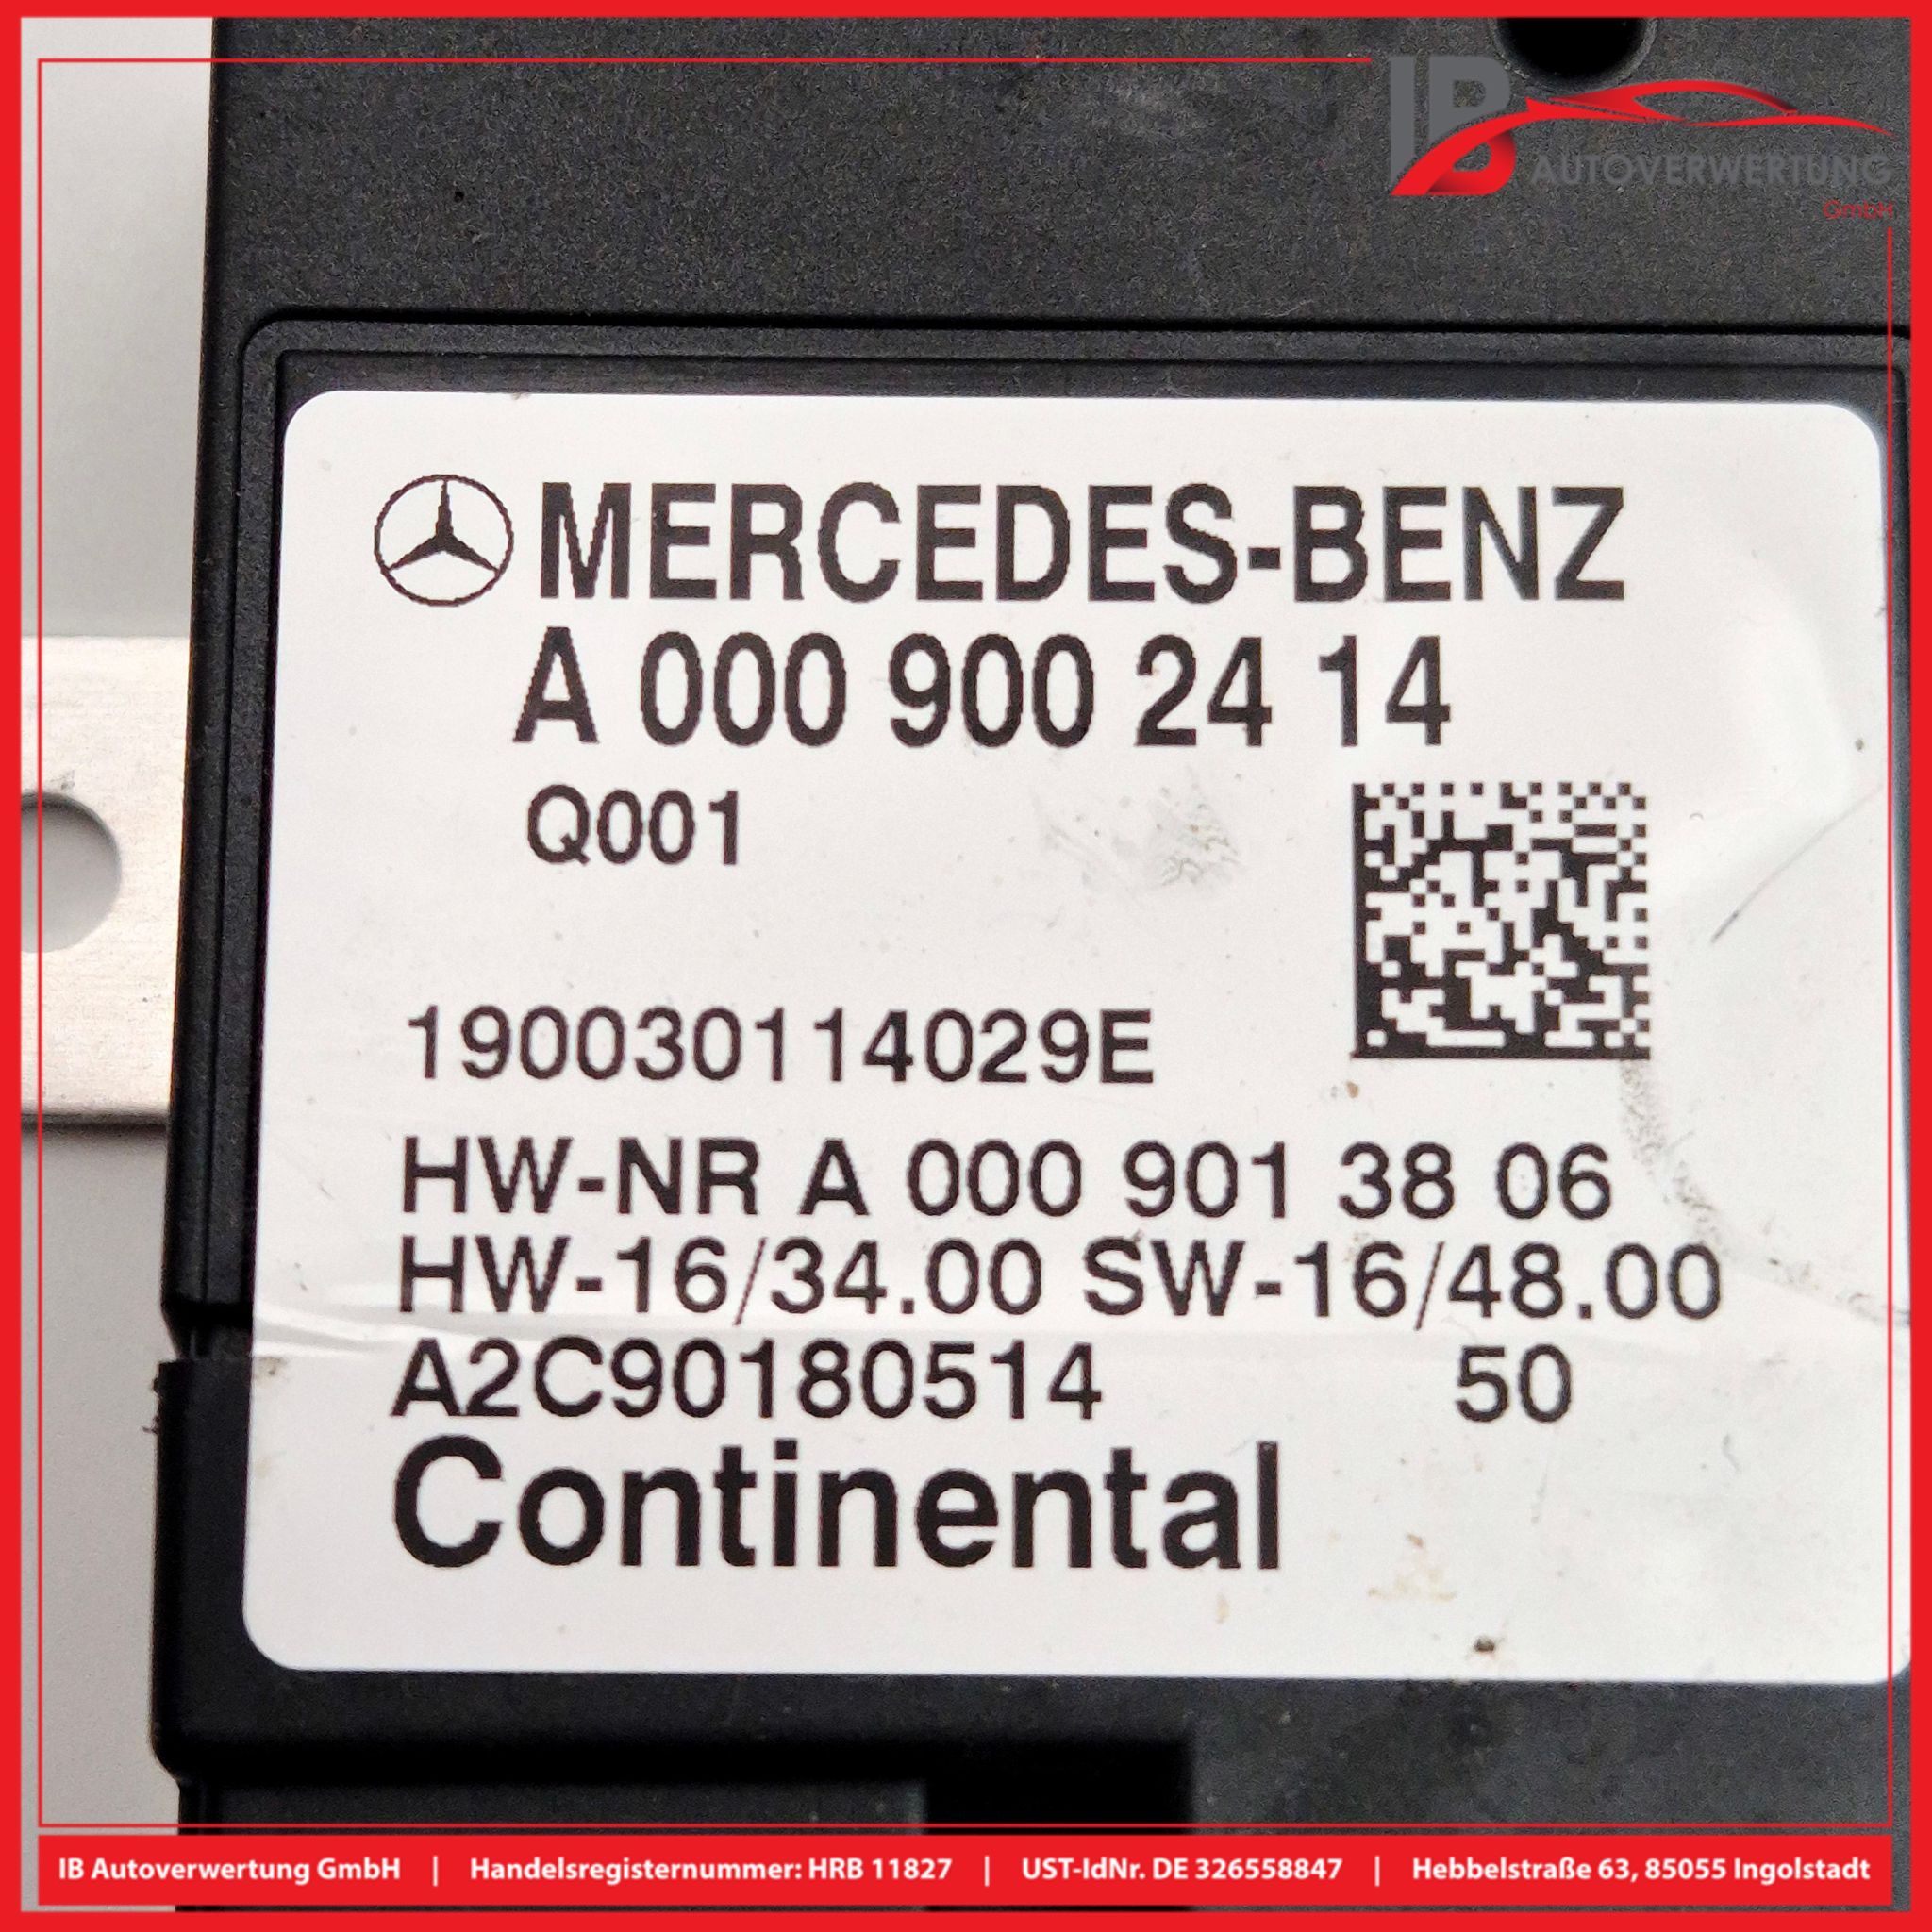 IB
AUTOVERWERTUNG
GmbH
MERCEDES-BENZ
A 000 900 24 14
Q001
190030114029E
HW-NR A 000 901 38 06
HW-16/34.00 SW-16/48.00
A2C90180514 50
Continental
IB Autoverwertung GmbH | Handelsregisternummer: HRB 11827 | UST-IdNr. DE 326558847 | Hebbelstraße 63, 85055 Ingolstadt